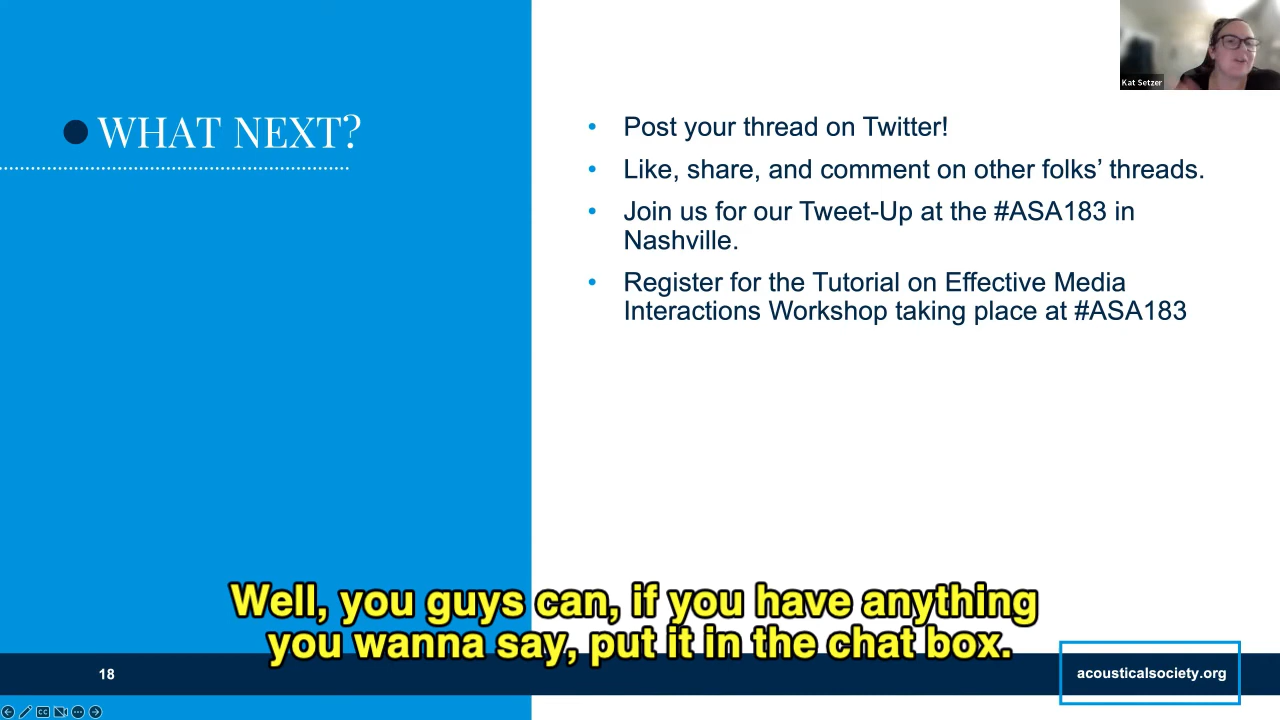 WHAT NEXT?
• Post your thread on Twitter!
• Like, share, and comment on other folks’ threads.
• Join us for our Tweet-Up at the #ASA183 in
Nashville.
• Register for the Tutorial on Effective Media
Interactions Workshop taking place at #ASA183
Kat Setzer
Well, you guys can, if you have anything
you wanna say, put it in the chat box.
18
acousticalsociety.org
CC